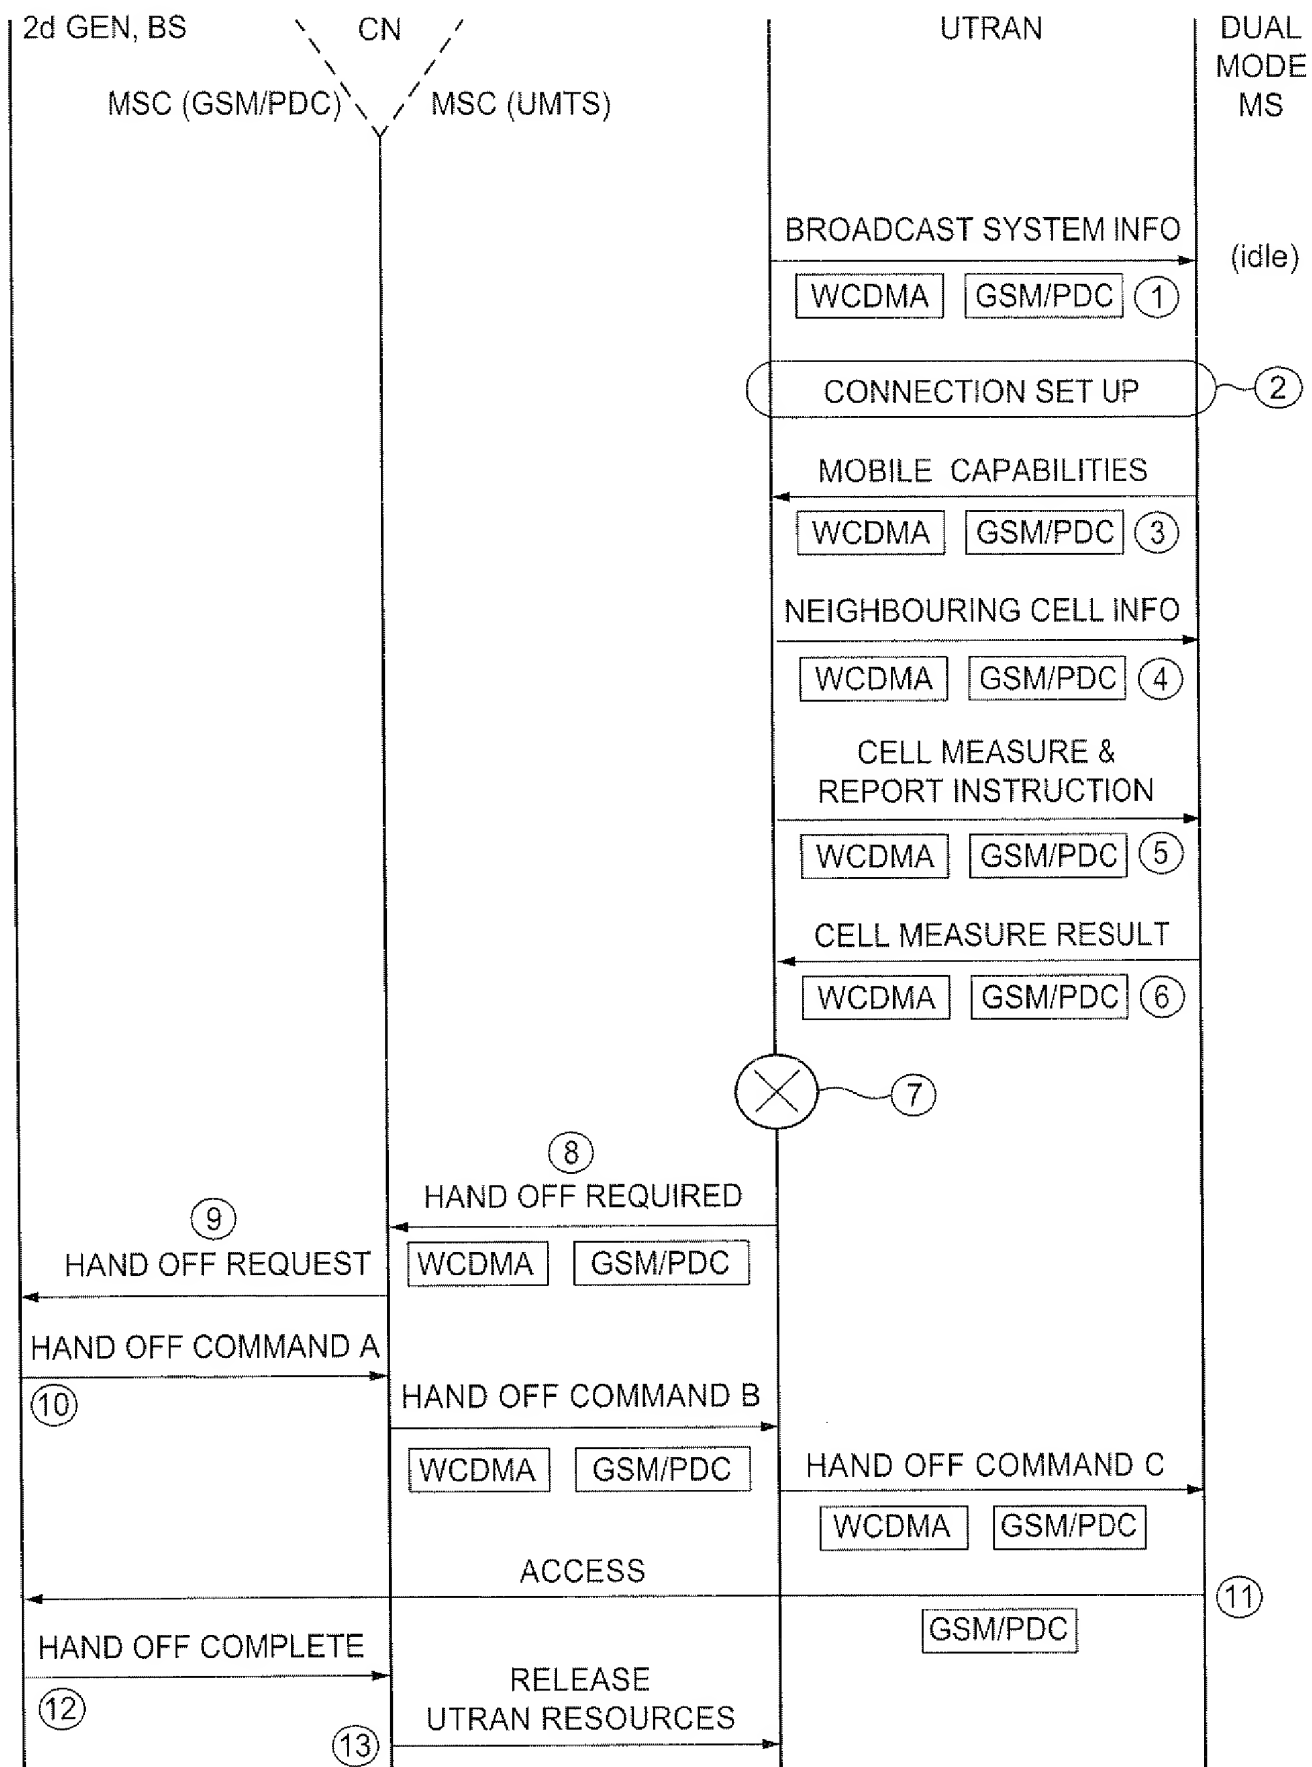 2d GEN, BS CN UTRAN DUAL
MODE
MSC (GSM/PDC) MSC (UMTS) MS
BROADCAST SYSTEM INFO
(idle)
WCDMA GSM/PDC 1
CONNECTION SET UP 2
MOBILE CAPABILITIES
WCDMA GSM/PDC 3
NEIGHBOURING CELL INFO
WCDMA GSM/PDC 4
CELL MEASURE &
REPORT INSTRUCTION
WCDMA GSM/PDC 5
CELL MEASURE RESULT
WCDMA GSM/PDC 6
7
8
HAND OFF REQUIRED
9
HAND OFF REQUEST WCDMA GSM/PDC
HAND OFF COMMAND A
10 HAND OFF COMMAND B
WCDMA GSM/PDC HAND OFF COMMAND C
WCDMA GSM/PDC
ACCESS
11
GSM/PDC
HAND OFF COMPLETE
RELEASE
12 UTRAN RESOURCES
13